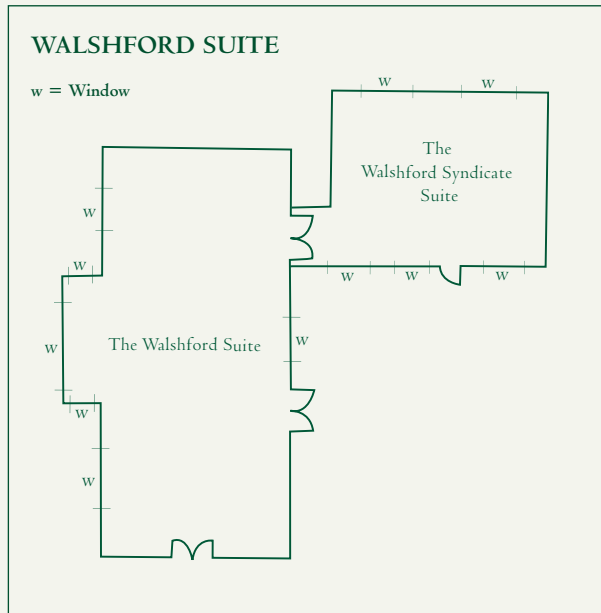 WALSHFORD SUITE
w = Window
W
W
The
Walshford Syndicate
Suite
W
W
W
W
W
W
The Walshford Suite
W
W
W